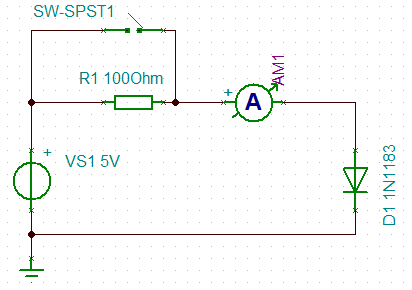 SW-SPST1
R1 100Ohm
AM1
+
A
+
VS1 5V
D1 1N1183